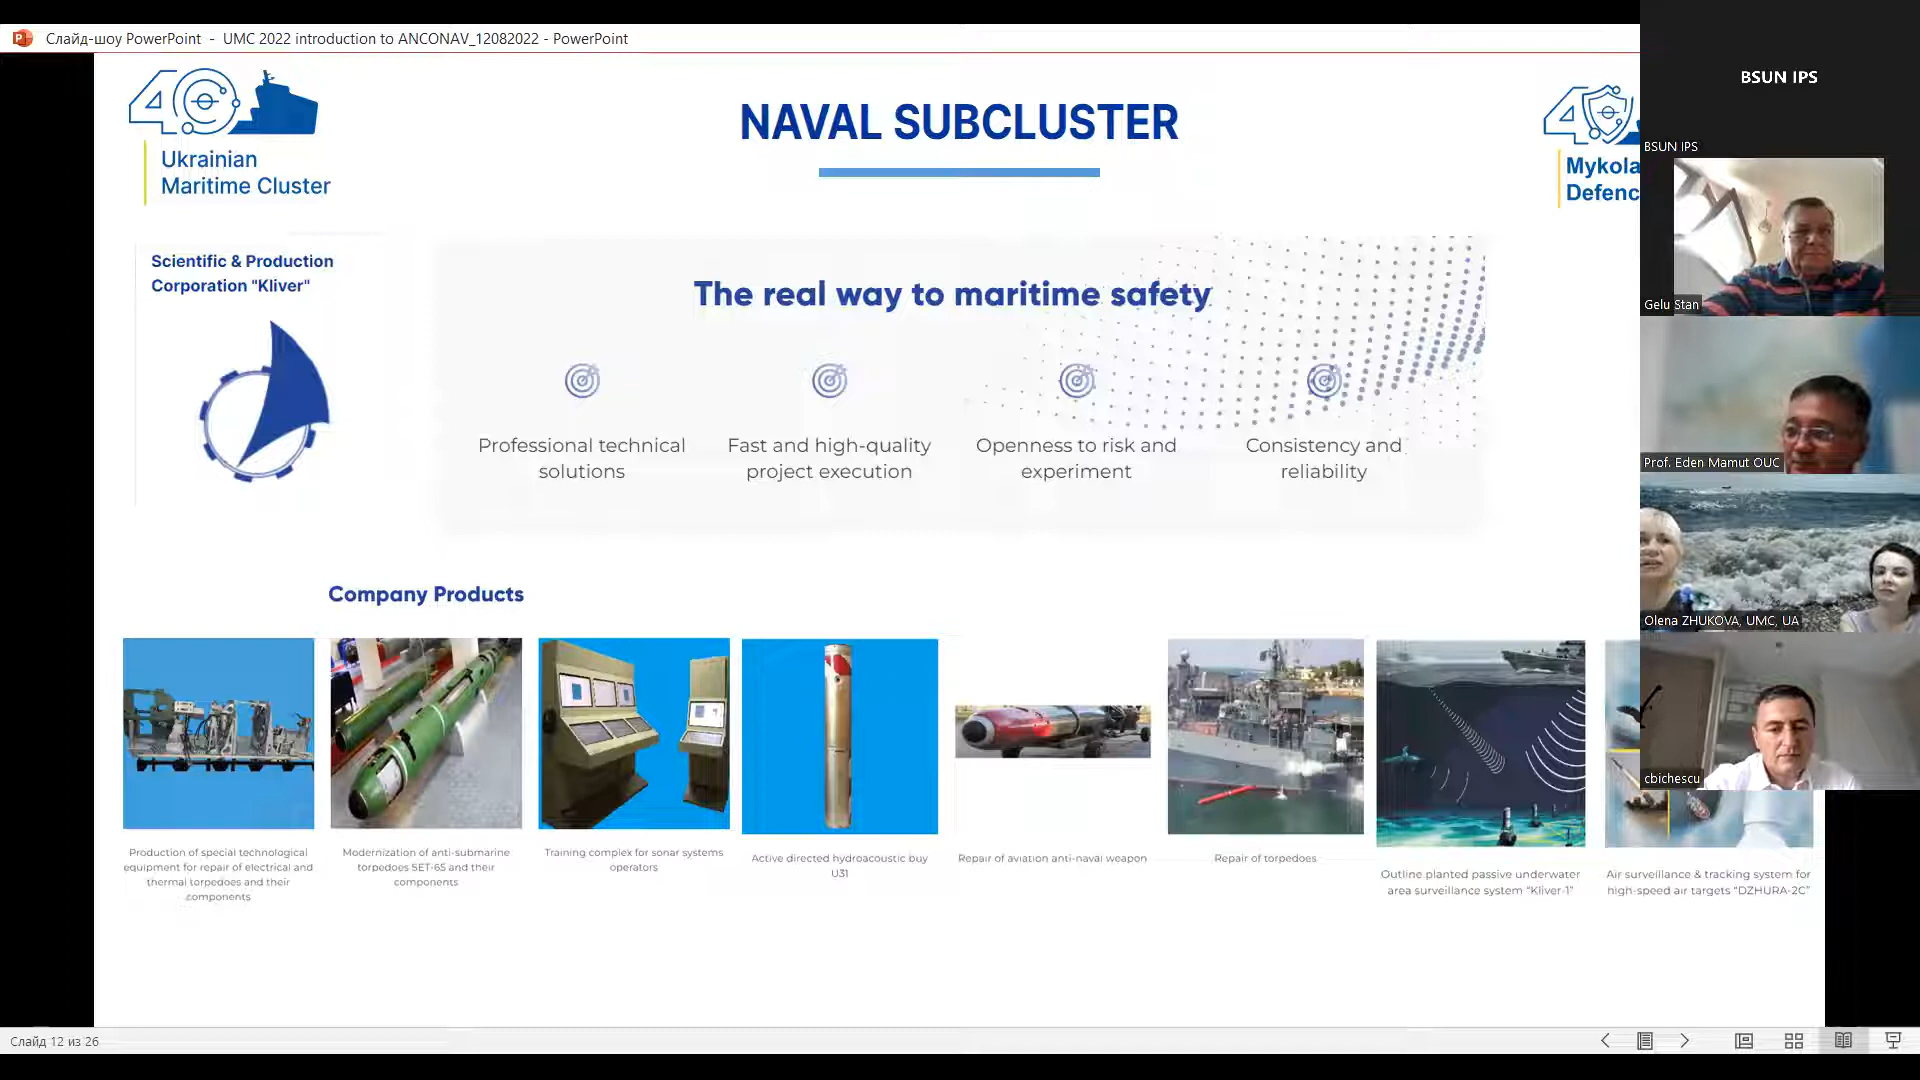 Слайд-шоу PowerPoint - UMC 2022 introduction to ANCONAV_12082022 - PowerPoint
40
Ukrainian
Maritime Cluster
NAVAL SUBCLUSTER
Mykola
Defenc
Scientific & Production
Corporation "Kliver"
The real way to maritime safety
Professional technical
solutions
Fast and high-quality
project execution
Openness to risk and
experiment
Consistency and
reliability
Company Products
Production of special technological
equipment for repair of electrical and
thermal torpedoes and their
components
Modernization of anti-submarine
torpedoes SET-65 and their
components
Training complex for sonar systems
operators
Active directed hydroacoustic buy
U31
Repair of aviation anti-naval weapon
Repair of torpedoes
Outline planted passive underwater
area surveillance system “Kliver-1”
Air surveillance & tracking system for
high-speed air targets “DZHURA-2C”
BSUN IPS
BSUN IPS
Gelu Stan
Prof. Eden Mamut OUC
Olena ZHUKOVA, UMC, UA
cbichescu
Слайд 12 из 26